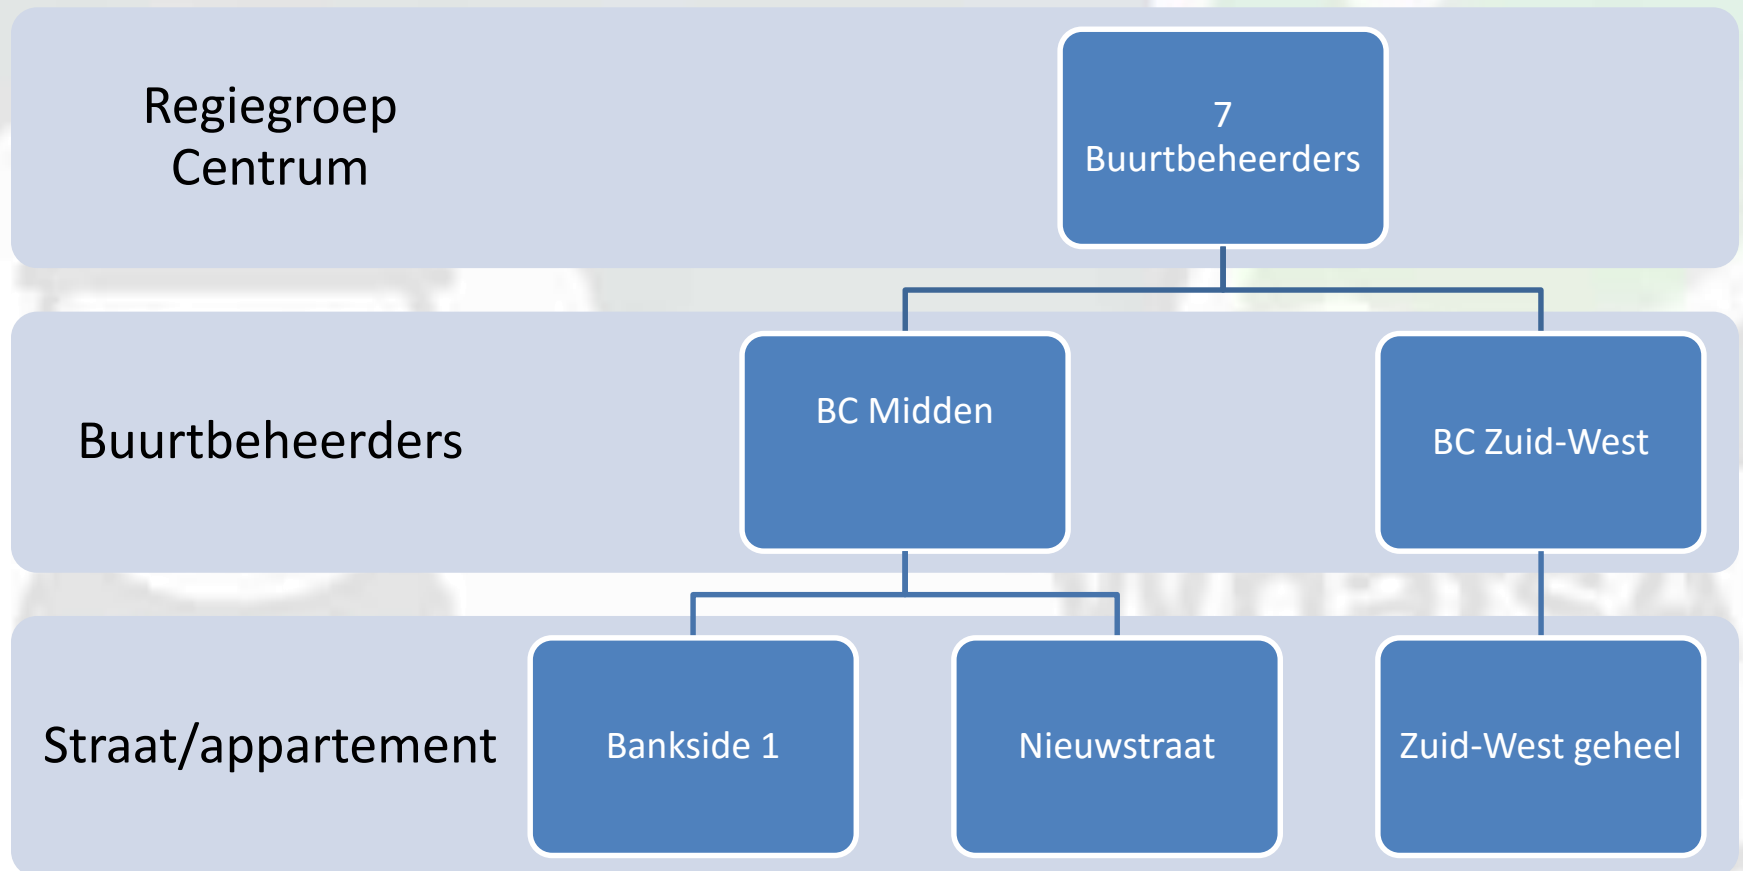 Regiegroep
Centrum
7
Buurtbeheerders
Buurtbeheerders
BC Midden
BC Zuid-West
Straat/appartement
Bankside 1
Nieuwstraat
Zuid-West geheel